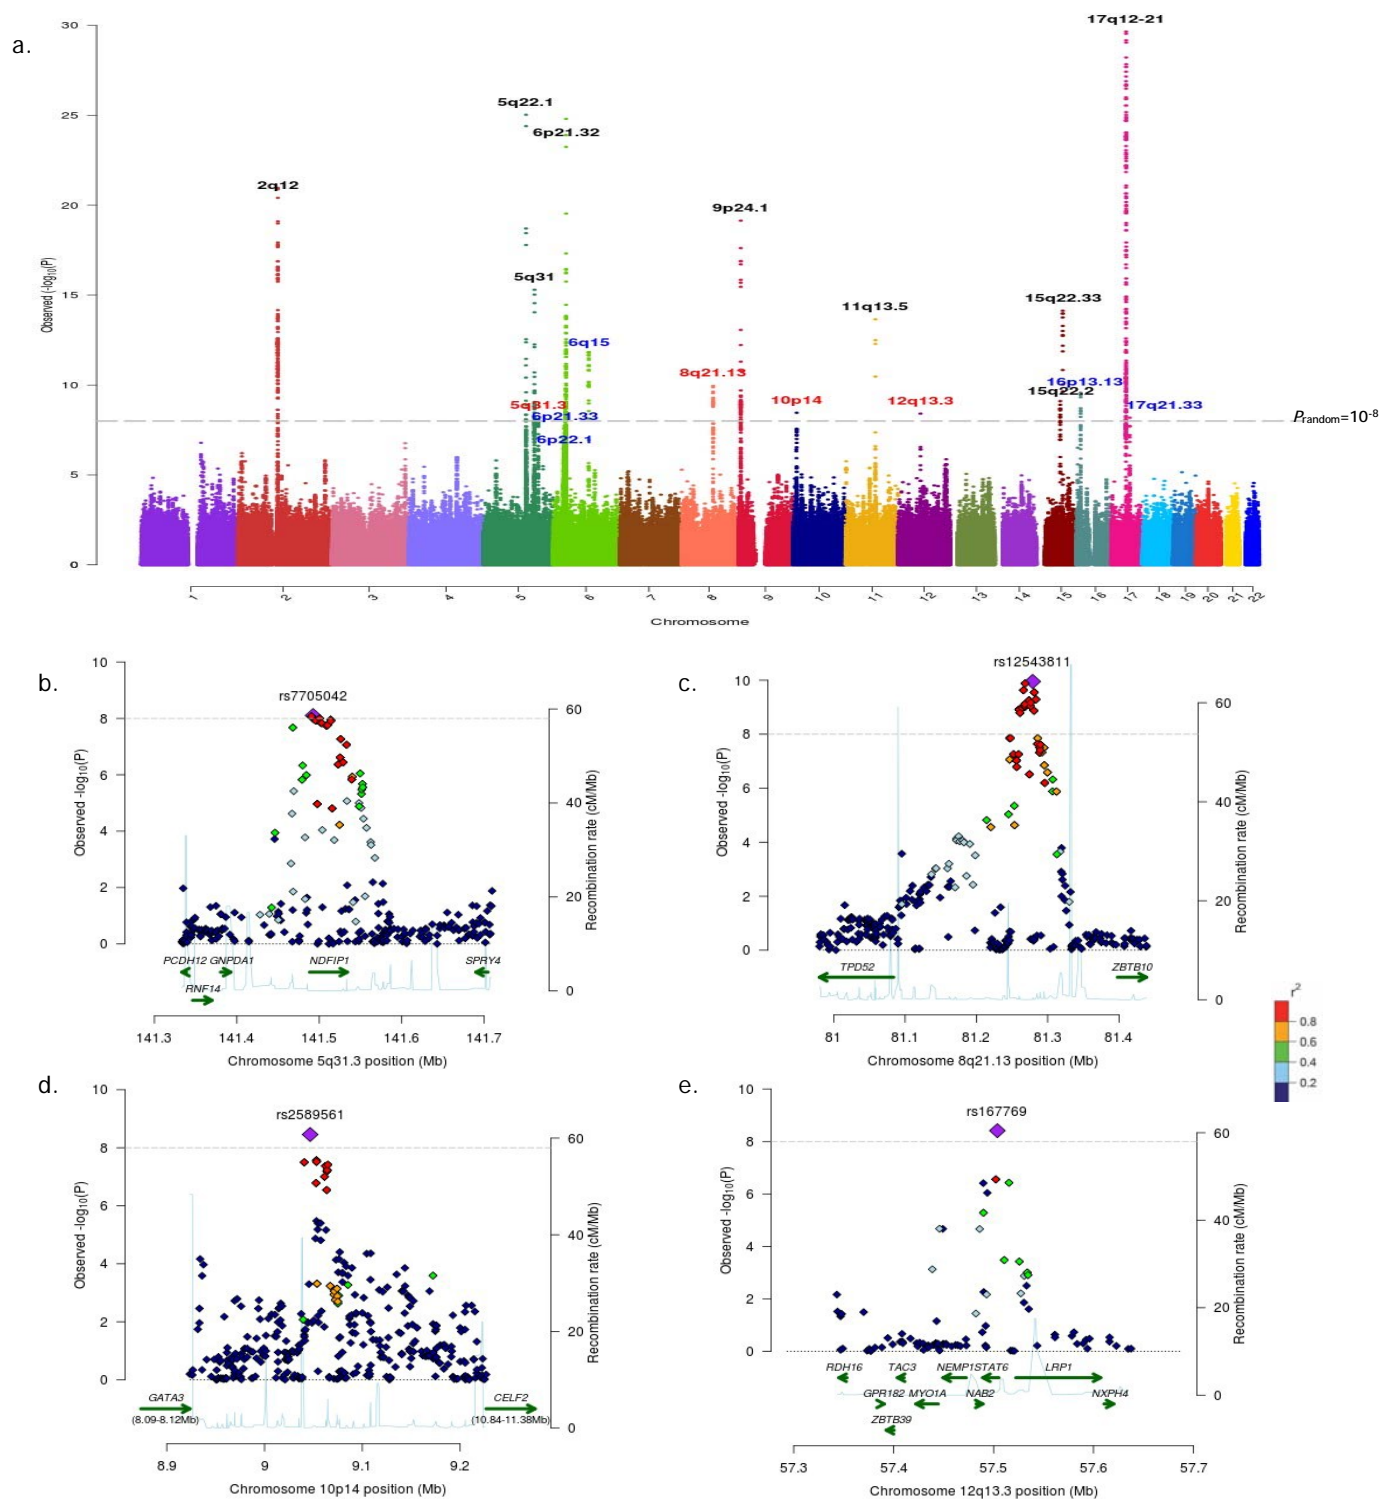 a.
30
25
20
15
10
5
0
Observed (-log10(P)
17q12-21
5q22.1
6p21.32
2q12
9p24.1
5q31
11q13.5
15q22.33
6q15
8q21.13
16p13.13
15q22.2
5q31.3
10p14
12q13.3
17q21.33
6p21.33
6p22.1
Prandom=10-8
1 2 3 4 5 6 7 8 9 10 11 12 13 14 15 16 17 18 19 20 21 22
Chromosome
b.
rs7705042
10
8
6
4
2
0
Observed -log10(P)
60
40
20
0
Recombination rate (cM/Mb)
PCDH12 GNPDA1 NDFIP1 SPRY4
RNF14
141.3 141.4 141.5 141.6 141.7
Chromosome 5q31.3 position (Mb)
c.
rs12543811
10
8
6
4
2
0
Observed -log10(P)
60
40
20
0
Recombination rate (cM/Mb)
TPD52 ZBTB10
81 81.1 81.2 81.3 81.4
Chromosome 8q21.13 position (Mb)
r2
0.8
0.6
0.4
0.2
d.
rs2589561
10
8
6
4
2
0
Observed -log10(P)
60
40
20
0
Recombination rate (cM/Mb)
GATA3 CELF2
(8.09-8.12Mb) (10.84-11.38Mb)
8.9 9 9.1 9.2
Chromosome 10p14 position (Mb)
e.
rs167769
10
8
6
4
2
0
Observed -log10(P)
60
40
20
0
Recombination rate (cM/Mb)
RDH16 TAC3 NEMP1 STAT6 LRP1
GPR182 MYO1A NAB2 NXPH4
ZBTB39
57.3 57.4 57.5 57.6 57.7
Chromosome 12q13.3 position (Mb)